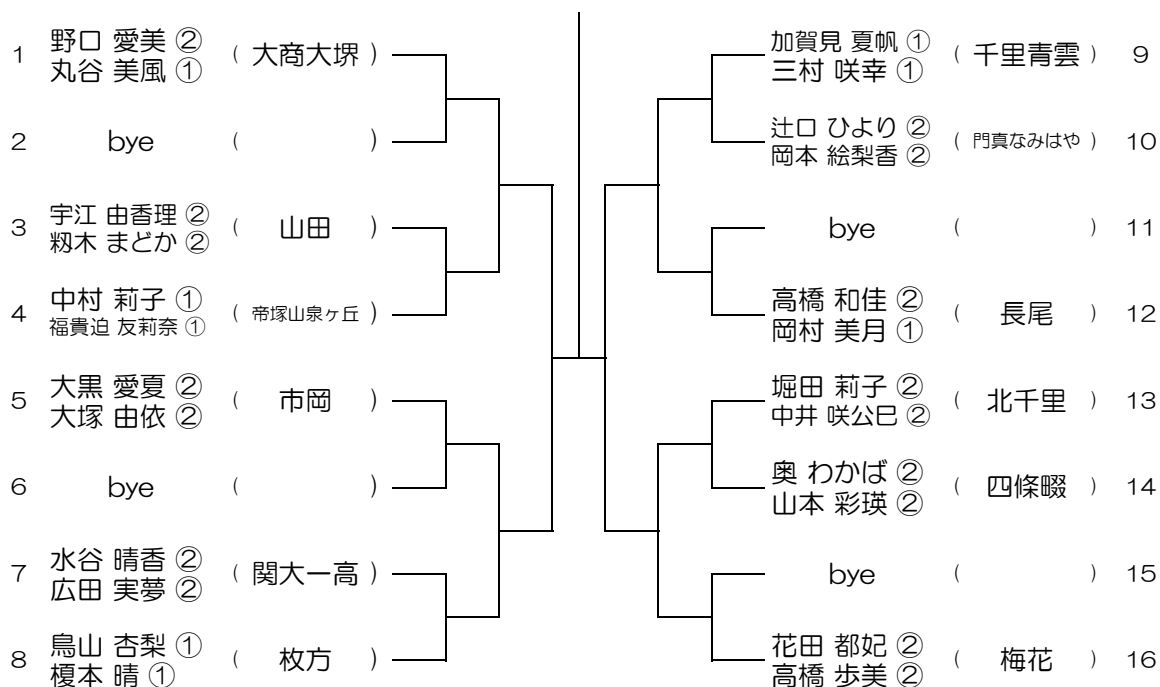 1 野口 愛美 ② ( 大商大堺 )
丸谷 美風 ①
2 bye ( )
3 宇江 由香理 ② ( 山田 )
籾木 まどか ②
4 中村 莉子 ① ( 帝塚山泉ヶ丘 )
福貴迫 友莉奈 ①
5 大黒 愛夏 ② ( 市岡 )
大塚 由依 ②
6 bye ( )
7 水谷 晴香 ② ( 関大一高 )
広田 実夢 ②
8 鳥山 杏梨 ① ( 枚方 )
榎本 晴 ①
加賀見 夏帆 ① ( 千里青雲 ) 9
三村 咲幸 ①
辻口 ひより ② ( 門真なみはや ) 10
岡本 絵梨香 ②
bye ( ) 11
高橋 和佳 ② ( 長尾 ) 12
岡村 美月 ①
堀田 莉子 ② ( 北千里 ) 13
中井 咲公巳 ②
奥 わかば ② ( 四條畷 ) 14
山本 彩瑛 ②
bye ( ) 15
花田 都妃 ② ( 梅花 ) 16
高橋 歩美 ②